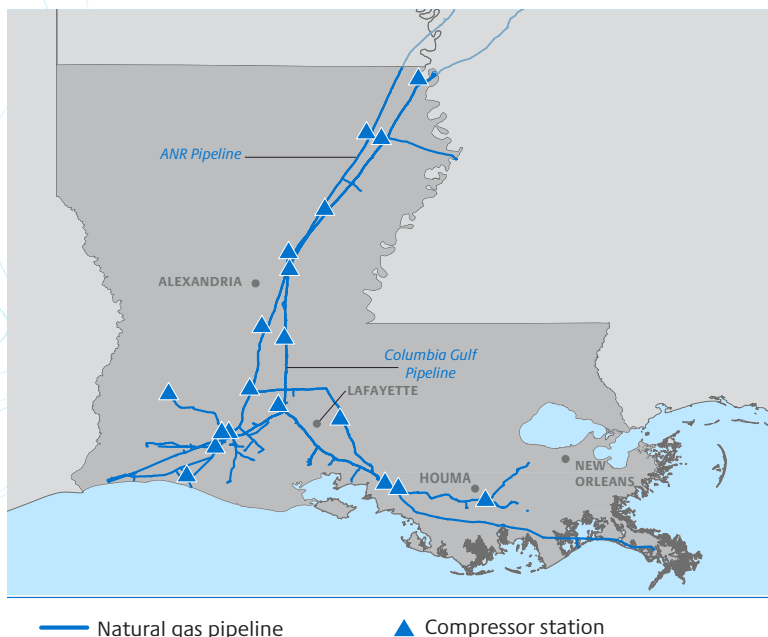 ANR Pipeline
ALEXANDRIA
Columbia Gulf
Pipeline
LAFAYETTE
HOUMA
NEW
ORLEANS
Natural gas pipeline
Compressor station